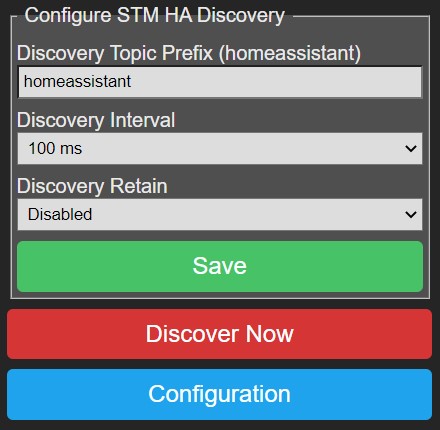 Configure STM HA Discovery
Discovery Topic Prefix (homeassistant)
homeassistant
Discovery Interval
100 ms
Discovery Retain
Disabled
Save
Discover Now
Configuration